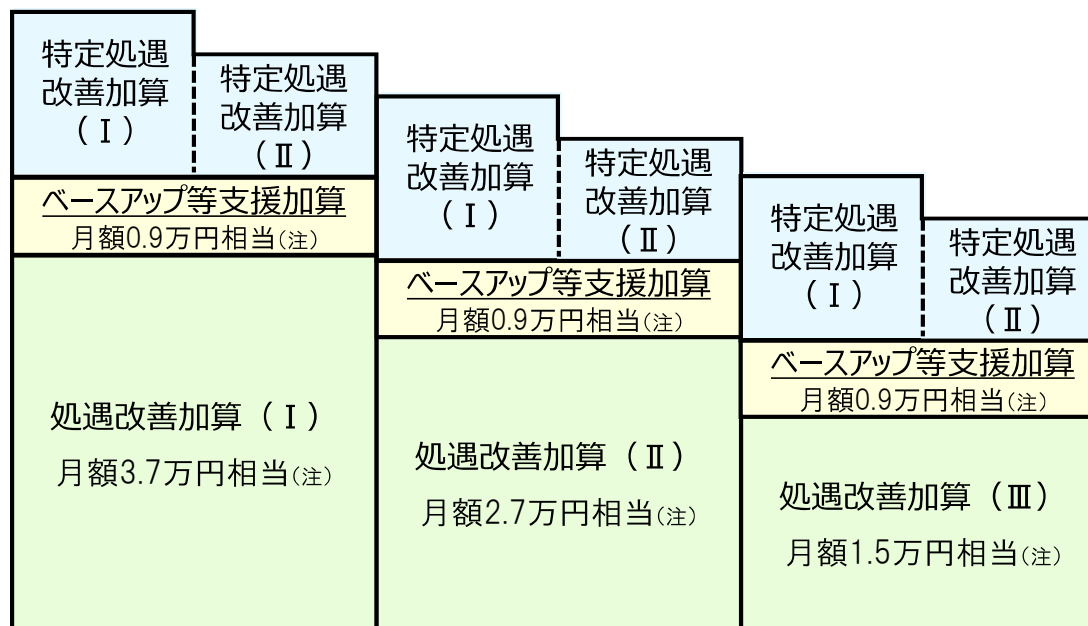 特定処遇
改善加算
（Ⅰ）
特定処遇
改善加算
（Ⅱ）
ベースアップ等支援加算
月額0.9万円相当(注)
処遇改善加算（Ⅰ）
月額3.7万円相当(注)
特定処遇
改善加算
（Ⅰ）
特定処遇
改善加算
（Ⅱ）
ベースアップ等支援加算
月額0.9万円相当(注)
処遇改善加算（Ⅱ）
月額2.7万円相当(注)
特定処遇
改善加算
（Ⅰ）
特定処遇
改善加算
（Ⅱ）
ベースアップ等支援加算
月額0.9万円相当(注)
処遇改善加算（Ⅲ）
月額1.5万円相当(注)